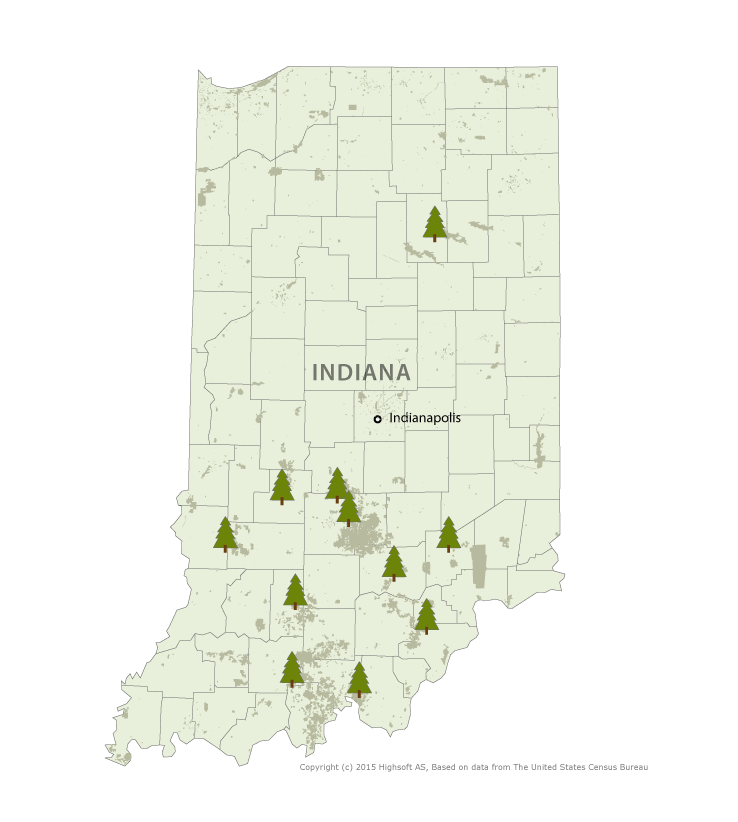 INDIANA
Indianapolis
Copyright (c) 2015 Highsoft AS, Based on data from The United States Census Bureau